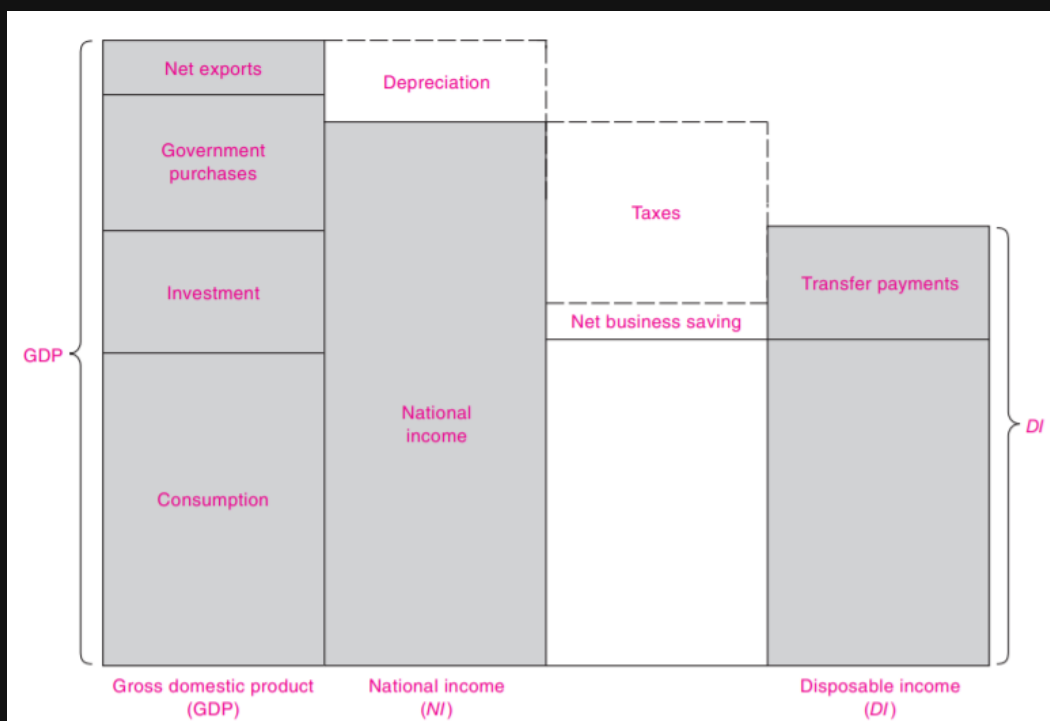 Net exports
Depreciation
Government
purchases
Taxes
Investment
Transfer payments
Net business saving
GDP
National
income
DI
Consumption
Gross domestic product
(GDP)
National income
(NI)
Disposable income
(DI)